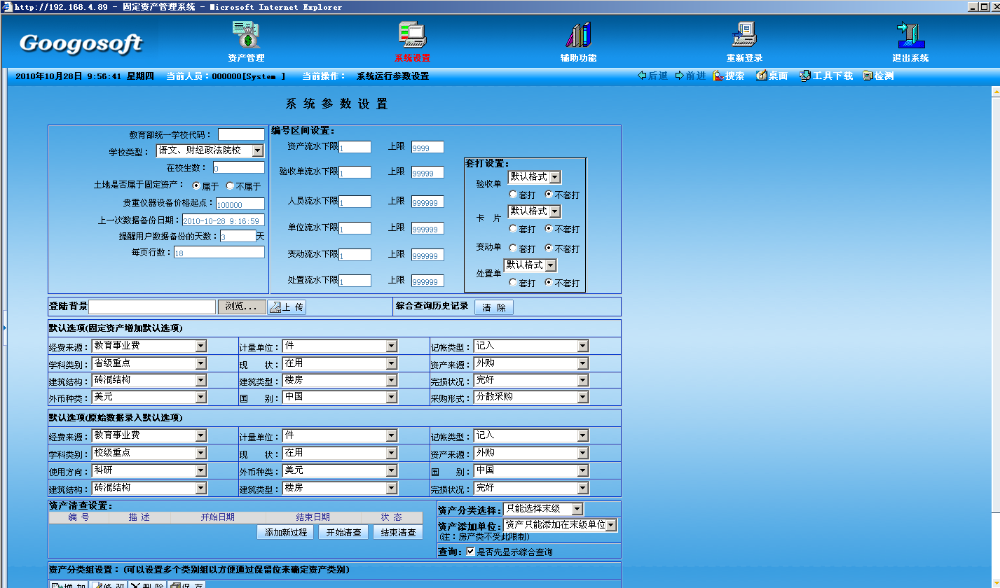 http://192.168.4.89 - 固定资产管理系统 - Microsoft Internet Explorer
Googosoft
资产管理 系统设置 辅助功能 重新登录 退出系统
2010年10月28日 9:56:41 星期四 当前人员：000000[System ] 当前操作： 系统运行参数设置 后退 前进 搜索 桌面 工具下载 检测
系 统 参 数 设 置
教育部统一学校代码：
学校类型： 语文、财经政法院校
在校生数： 0
土地是否属于固定资产： 属于 不属于
贵重仪器设备价格起点： 100000
上一次数据备份日期： 2010-10-28 9:16:59
提醒用户数据备份的天数： 3 天
每页行数： 18
编号区间设置：
资产流水下限 1 上限 9999
验收单流水下限 1 上限 99999
人员流水下限 1 上限 999999
单位流水下限 1 上限 999999
变动流水下限 1 上限 999999
处置流水下限 1 上限 999999
套打设置：
验收单 默认格式
套打 不套打
卡 片 默认格式
套打 不套打
变动单 套打 不套打
处置单 默认格式
套打 不套打
登陆背景 浏览... 上 传 综合查询历史记录 清 除
默认选项(固定资产增加默认选项)
经费来源： 教育事业费 计量单位： 件 记帐类型： 记入
学科类别： 省级重点 现 状： 在用 资产来源： 外购
建筑结构： 砖混结构 建筑类型： 楼房 完损状况： 完好
外币种类： 美元 国 别： 中国 采购形式： 分散采购
默认选项(原始数据录入默认选项)
经费来源： 教育事业费 计量单位： 件 记帐类型： 记入
学科类别： 校级重点 现 状： 在用 资产来源： 外购
使用方向： 科研 外币种类： 美元 国 别： 中国
建筑结构： 砖混结构 建筑类型： 楼房 完损状况： 完好
资产清查设置：
编 号 描 述 开始日期 结束日期 状 态
添加新过程 开始清查 结束清查
资产分类选择： 只能选择末级
资产添加单位： 资产只能添加在末级单位
(注：房产类不受此限制)
查询： 是否先显示综合查询
资产分类组设置：(可以设置多个类别组以方便通过保留位来确定资产类别)
增 加 修 改 删 除 保 存